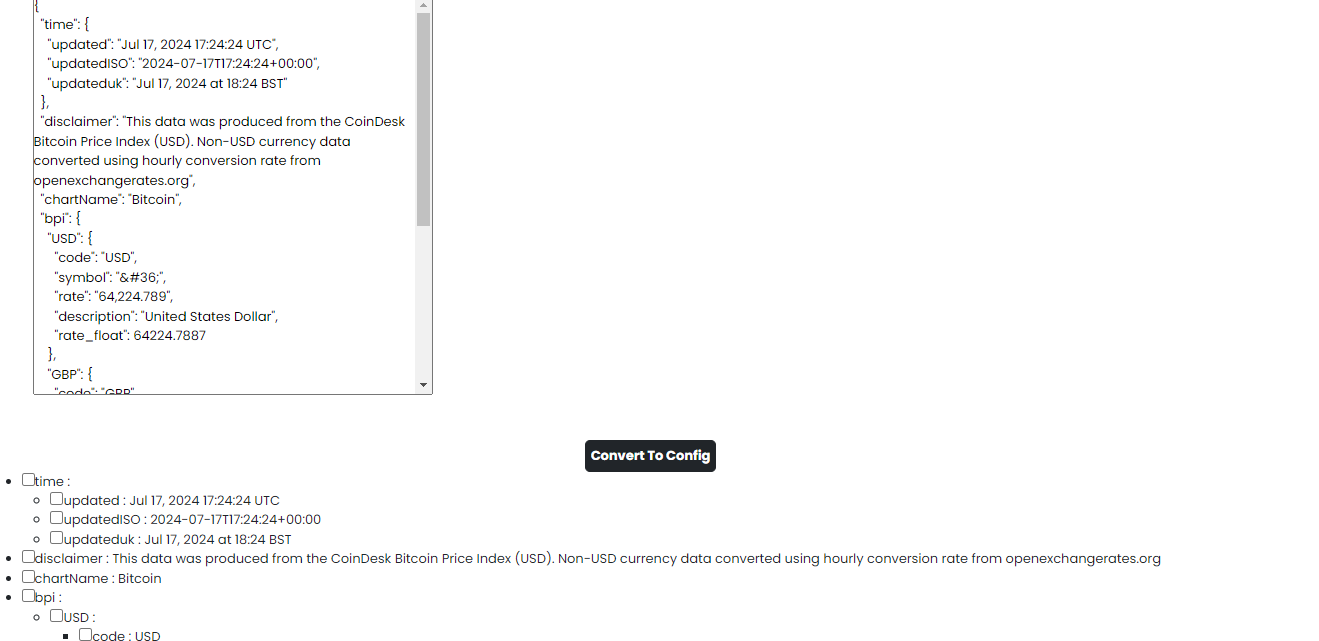 {
"time": {
"updated": "Jul 17, 2024 17:24:24 UTC",
"updatedISO": "2024-07-17T17:24:24+00:00",
"updateduk": "Jul 17, 2024 at 18:24 BST"
},
"disclaimer": "This data was produced from the CoinDesk
Bitcoin Price Index (USD). Non-USD currency data
converted using hourly conversion rate from
openexchangerates.org",
"chartName": "Bitcoin",
"bpi": {
"USD": {
"code": "USD",
"symbol": "&#36;",
"rate": "64,224.789",
"description": "United States Dollar",
"rate_float": 64224.7887
},
"GBP": {
"code": "GBP",
Convert To Config
time :
updated : Jul 17, 2024 17:24:24 UTC
updatedISO : 2024-07-17T17:24:24+00:00
updateduk : Jul 17, 2024 at 18:24 BST
disclaimer : This data was produced from the CoinDesk Bitcoin Price Index (USD). Non-USD currency data converted using hourly conversion rate from openexchangerates.org
chartName : Bitcoin
bpi :
USD :
code : USD